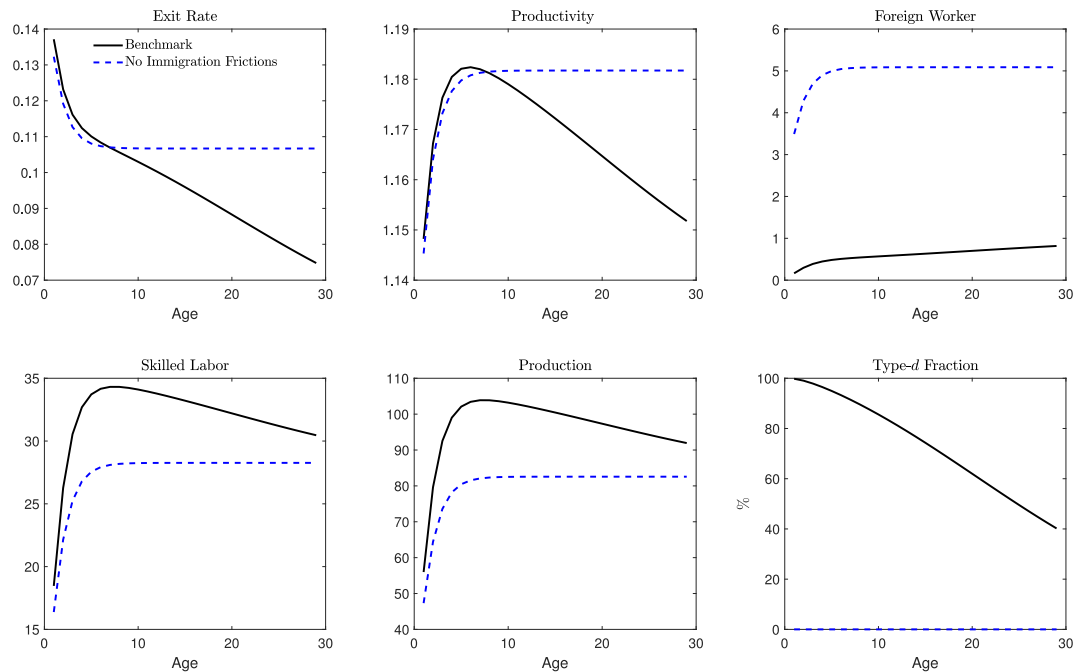 Exit Rate
0.14
0.13
0.12
0.11
0.1
0.09
0.08
0.07
Benchmark
No Immigration Frictions
0 10 20 30
Age
Productivity
1.19
1.18
1.17
1.16
1.15
1.14
0 10 20 30
Age
Foreign Worker
6
5
4
3
2
1
0
0 10 20 30
Age
Skilled Labor
35
30
25
20
15
0 10 20 30
Age
Production
110
100
90
80
70
60
50
40
0 10 20 30
Age
Type-d Fraction
100
80
60
40
20
0
%
0 10 20 30
Age